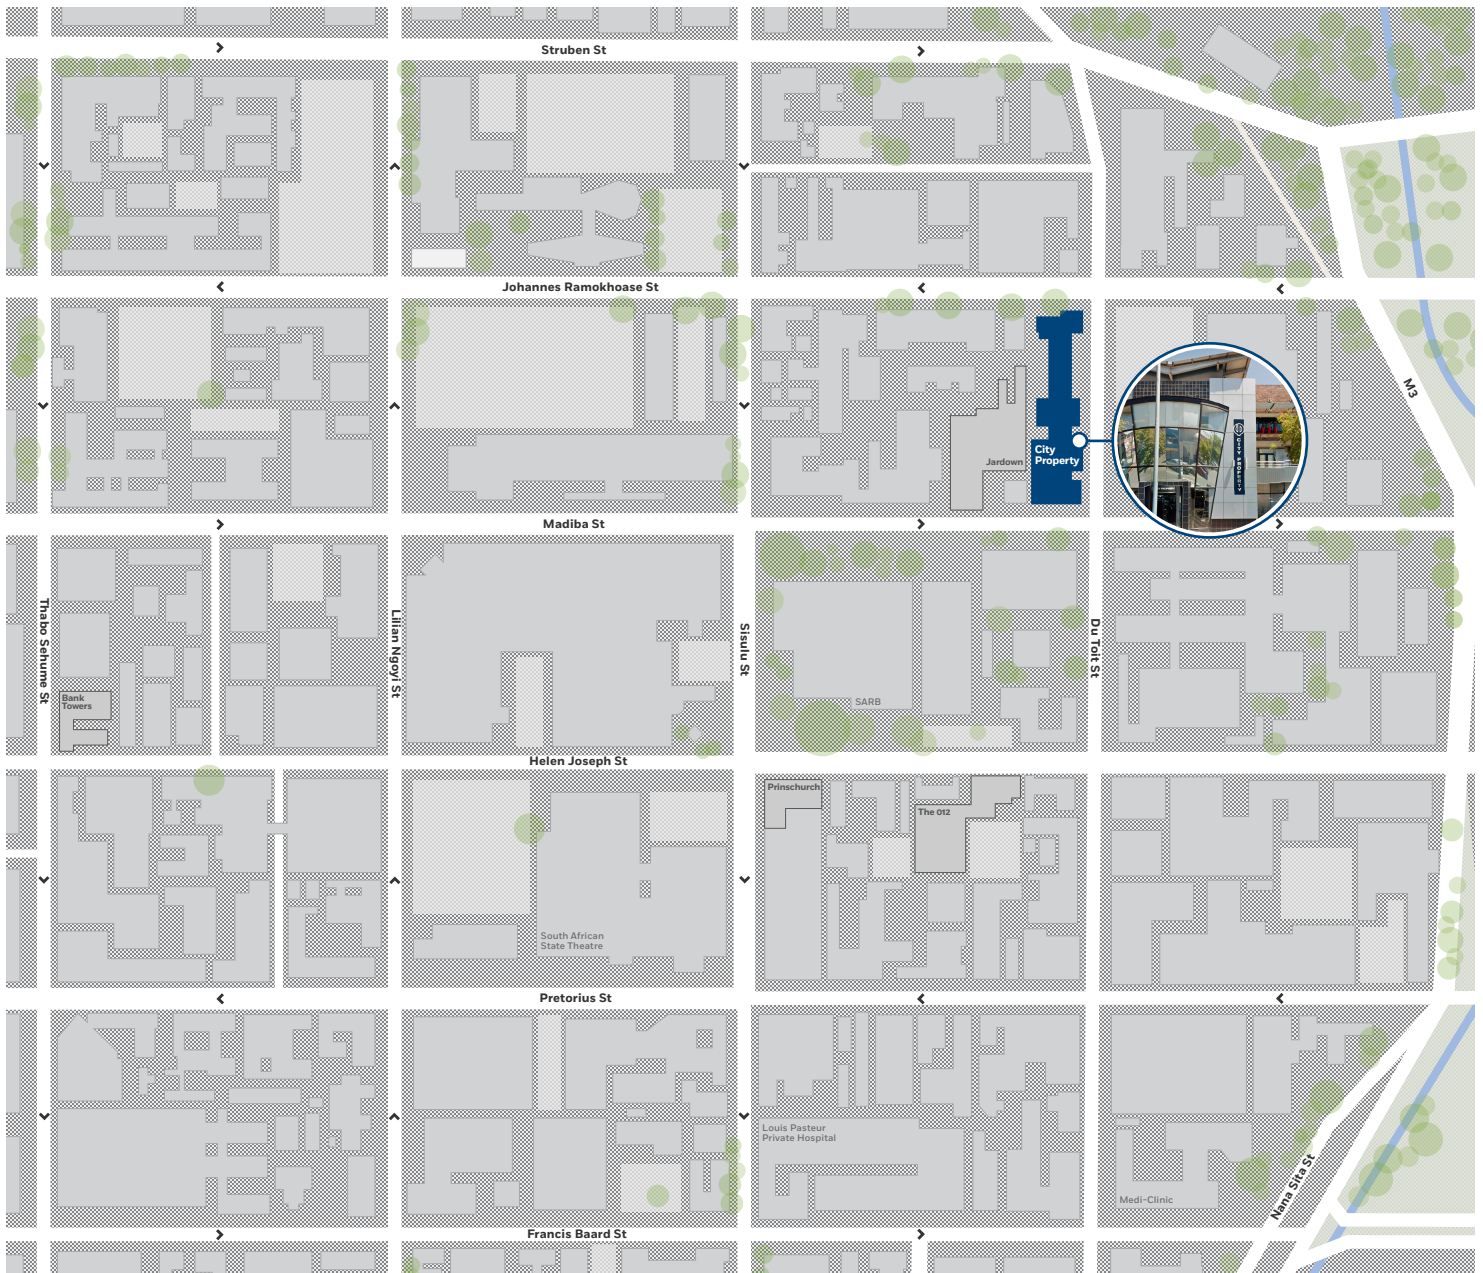 Struben St
Johannes Ramokhoase St
M3
CITY PROPERTY
City
Property
Jardown
Madiba St
Thabo Sehume St
Lilian Ngoyi St
Sisulu St
Du Toit St
Bank
Towers
SARB
Helen Joseph St
Prinschurch
The 012
South African
State Theatre
Pretorius St
Louis Pasteur
Private Hospital
Medi-Clinic
Nana Sita St
Francis Baard St